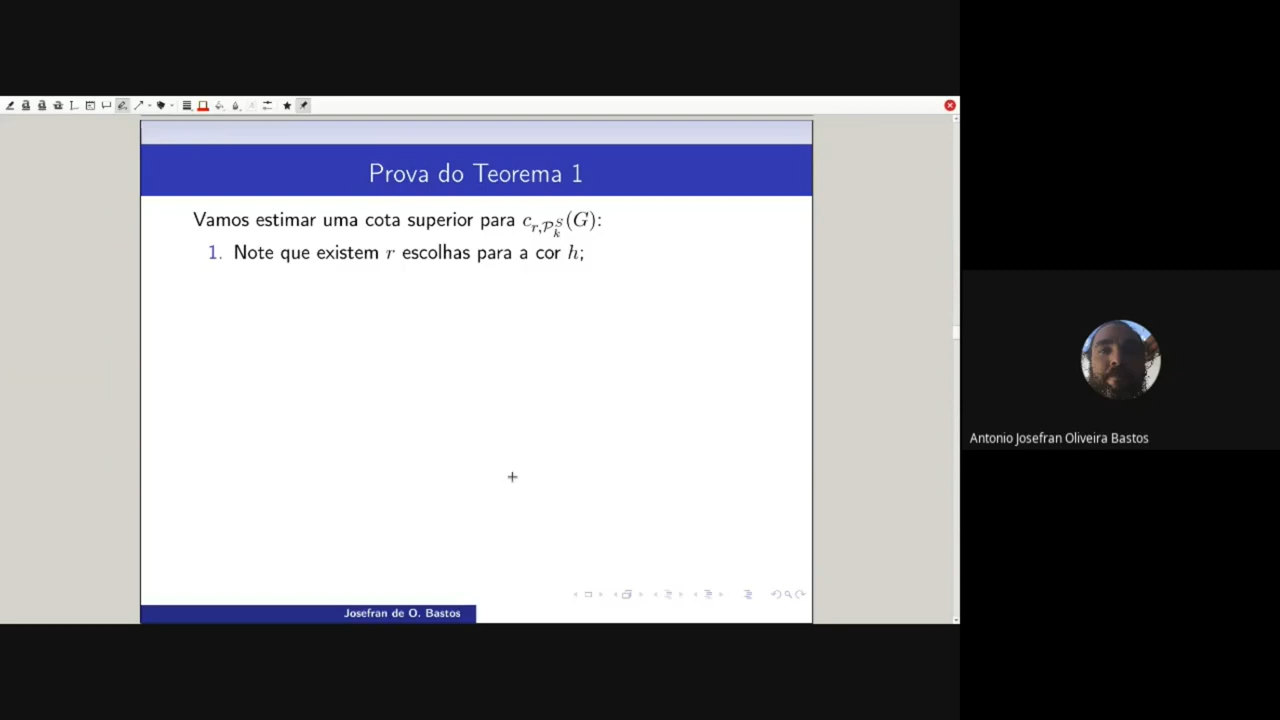 Prova do Teorema 1
Vamos estimar uma cota superior para $c_{r,\mathcal{P}_k^S}(G)$:
1. Note que existem $r$ escolhas para a cor $h$;
Antonio Josefran Oliveira Bastos
Josefran de O. Bastos